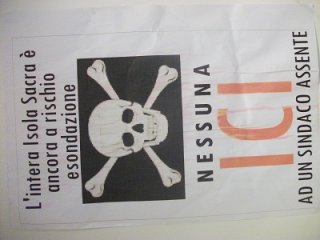 L'intera Isola Sacra è
ancora a rischio
esondazione
NESSUNA
ICI
AD UN SINDACO ASSENTE